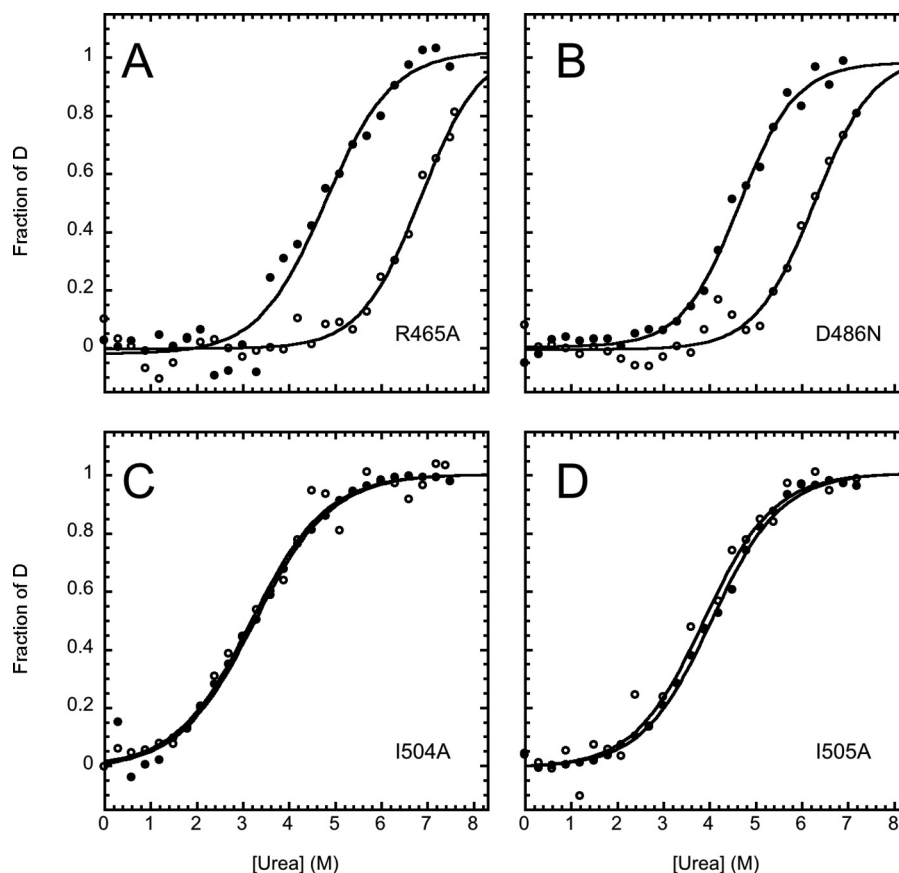 A
B
Fraction of D
1
0.8
0.6
0.4
0.2
0
R465A
D486N
C
D
Fraction of D
1
0.8
0.6
0.4
0.2
0
I504A
I505A
0 1 2 3 4 5 6 7 8
0 1 2 3 4 5 6 7 8
[Urea] (M)
[Urea] (M)